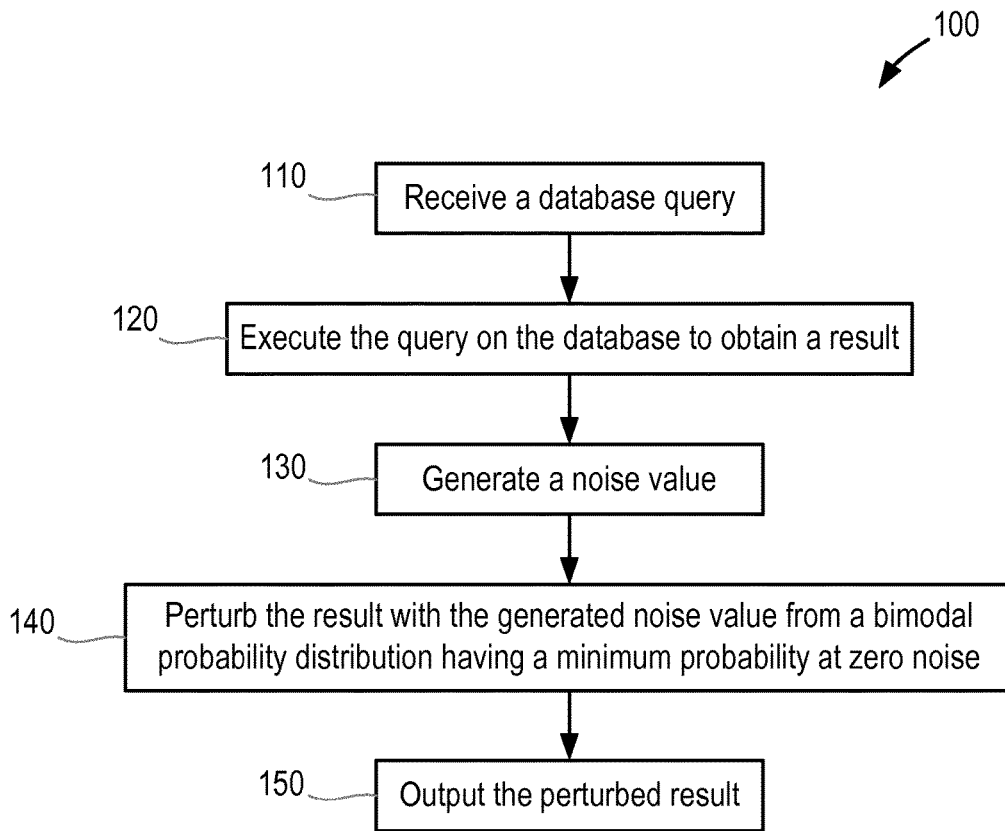 100
110
Receive a database query
120
Execute the query on the database to obtain a result
130
Generate a noise value
140
Perturb the result with the generated noise value from a bimodal
probability distribution having a minimum probability at zero noise
150
Output the perturbed result